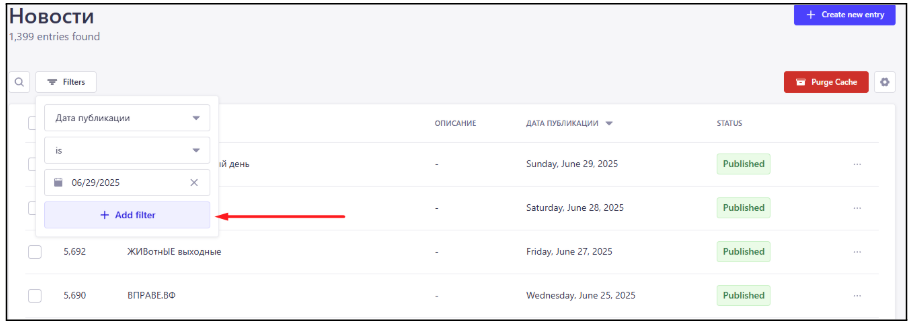 Новости
1,399 entries found
+ Create new entry
Filters
Purge Cache
Дата публикации
is
06/29/2025
+ Add filter
ОПИСАНИЕ ДАТА ПУБЛИКАЦИИ STATUS
день - Sunday, June 29, 2025 Published ...
- Saturday, June 28, 2025 Published ...
5,692 ЖИВотнЫЕ выходные - Friday, June 27, 2025 Published ...
5,690 ВПРАВЕ.ВФ - Wednesday, June 25, 2025 Published ...